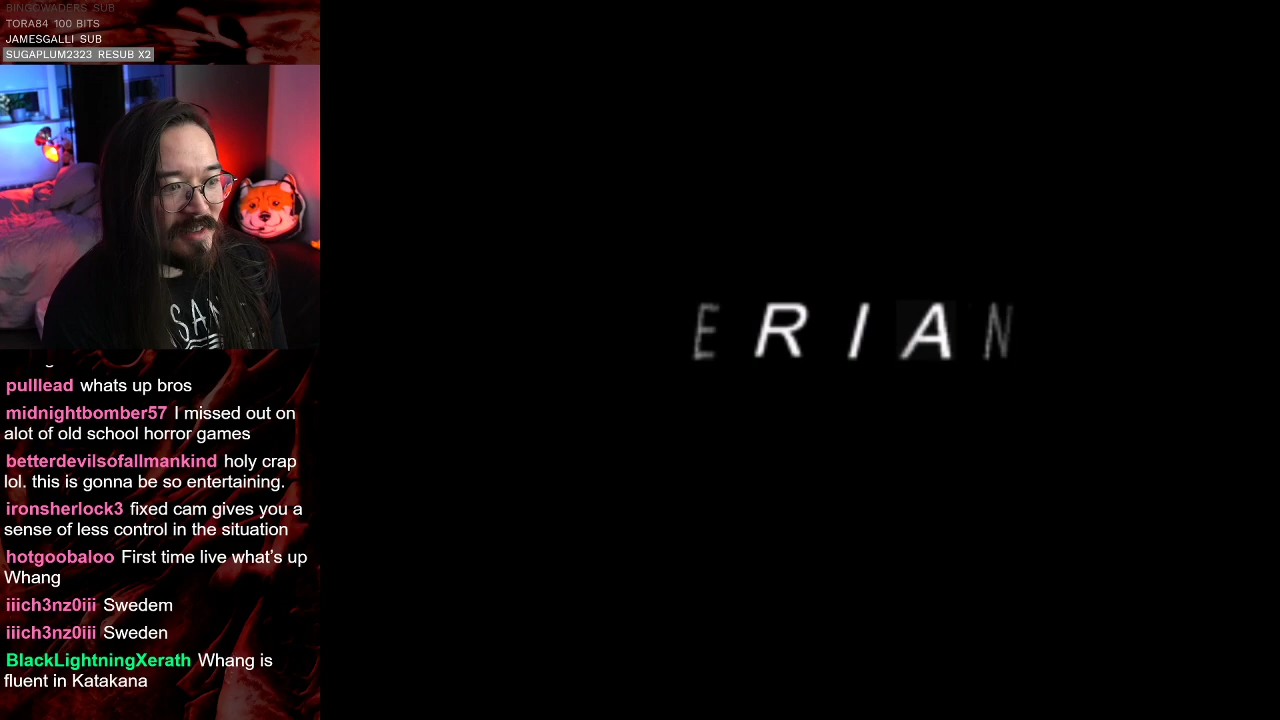 BINGOWADERS SUB
TORA84 100 BITS
JAMESGALLI SUB
SUGAPLUM2323 RESUB X2
SAN
pulllead whats up bros
midnightbomber57 I missed out on
alot of old school horror games
betterdevilsofallmankind holy crap
lol. this is gonna be so entertaining.
ironsherlock3 fixed cam gives you a
sense of less control in the situation
hotgoobaloo First time live what's up
Whang
iiich3nz0iii Swedem
iiich3nz0iii Sweden
BlackLightningXerath Whang is
fluent in Katakana
E R I A N